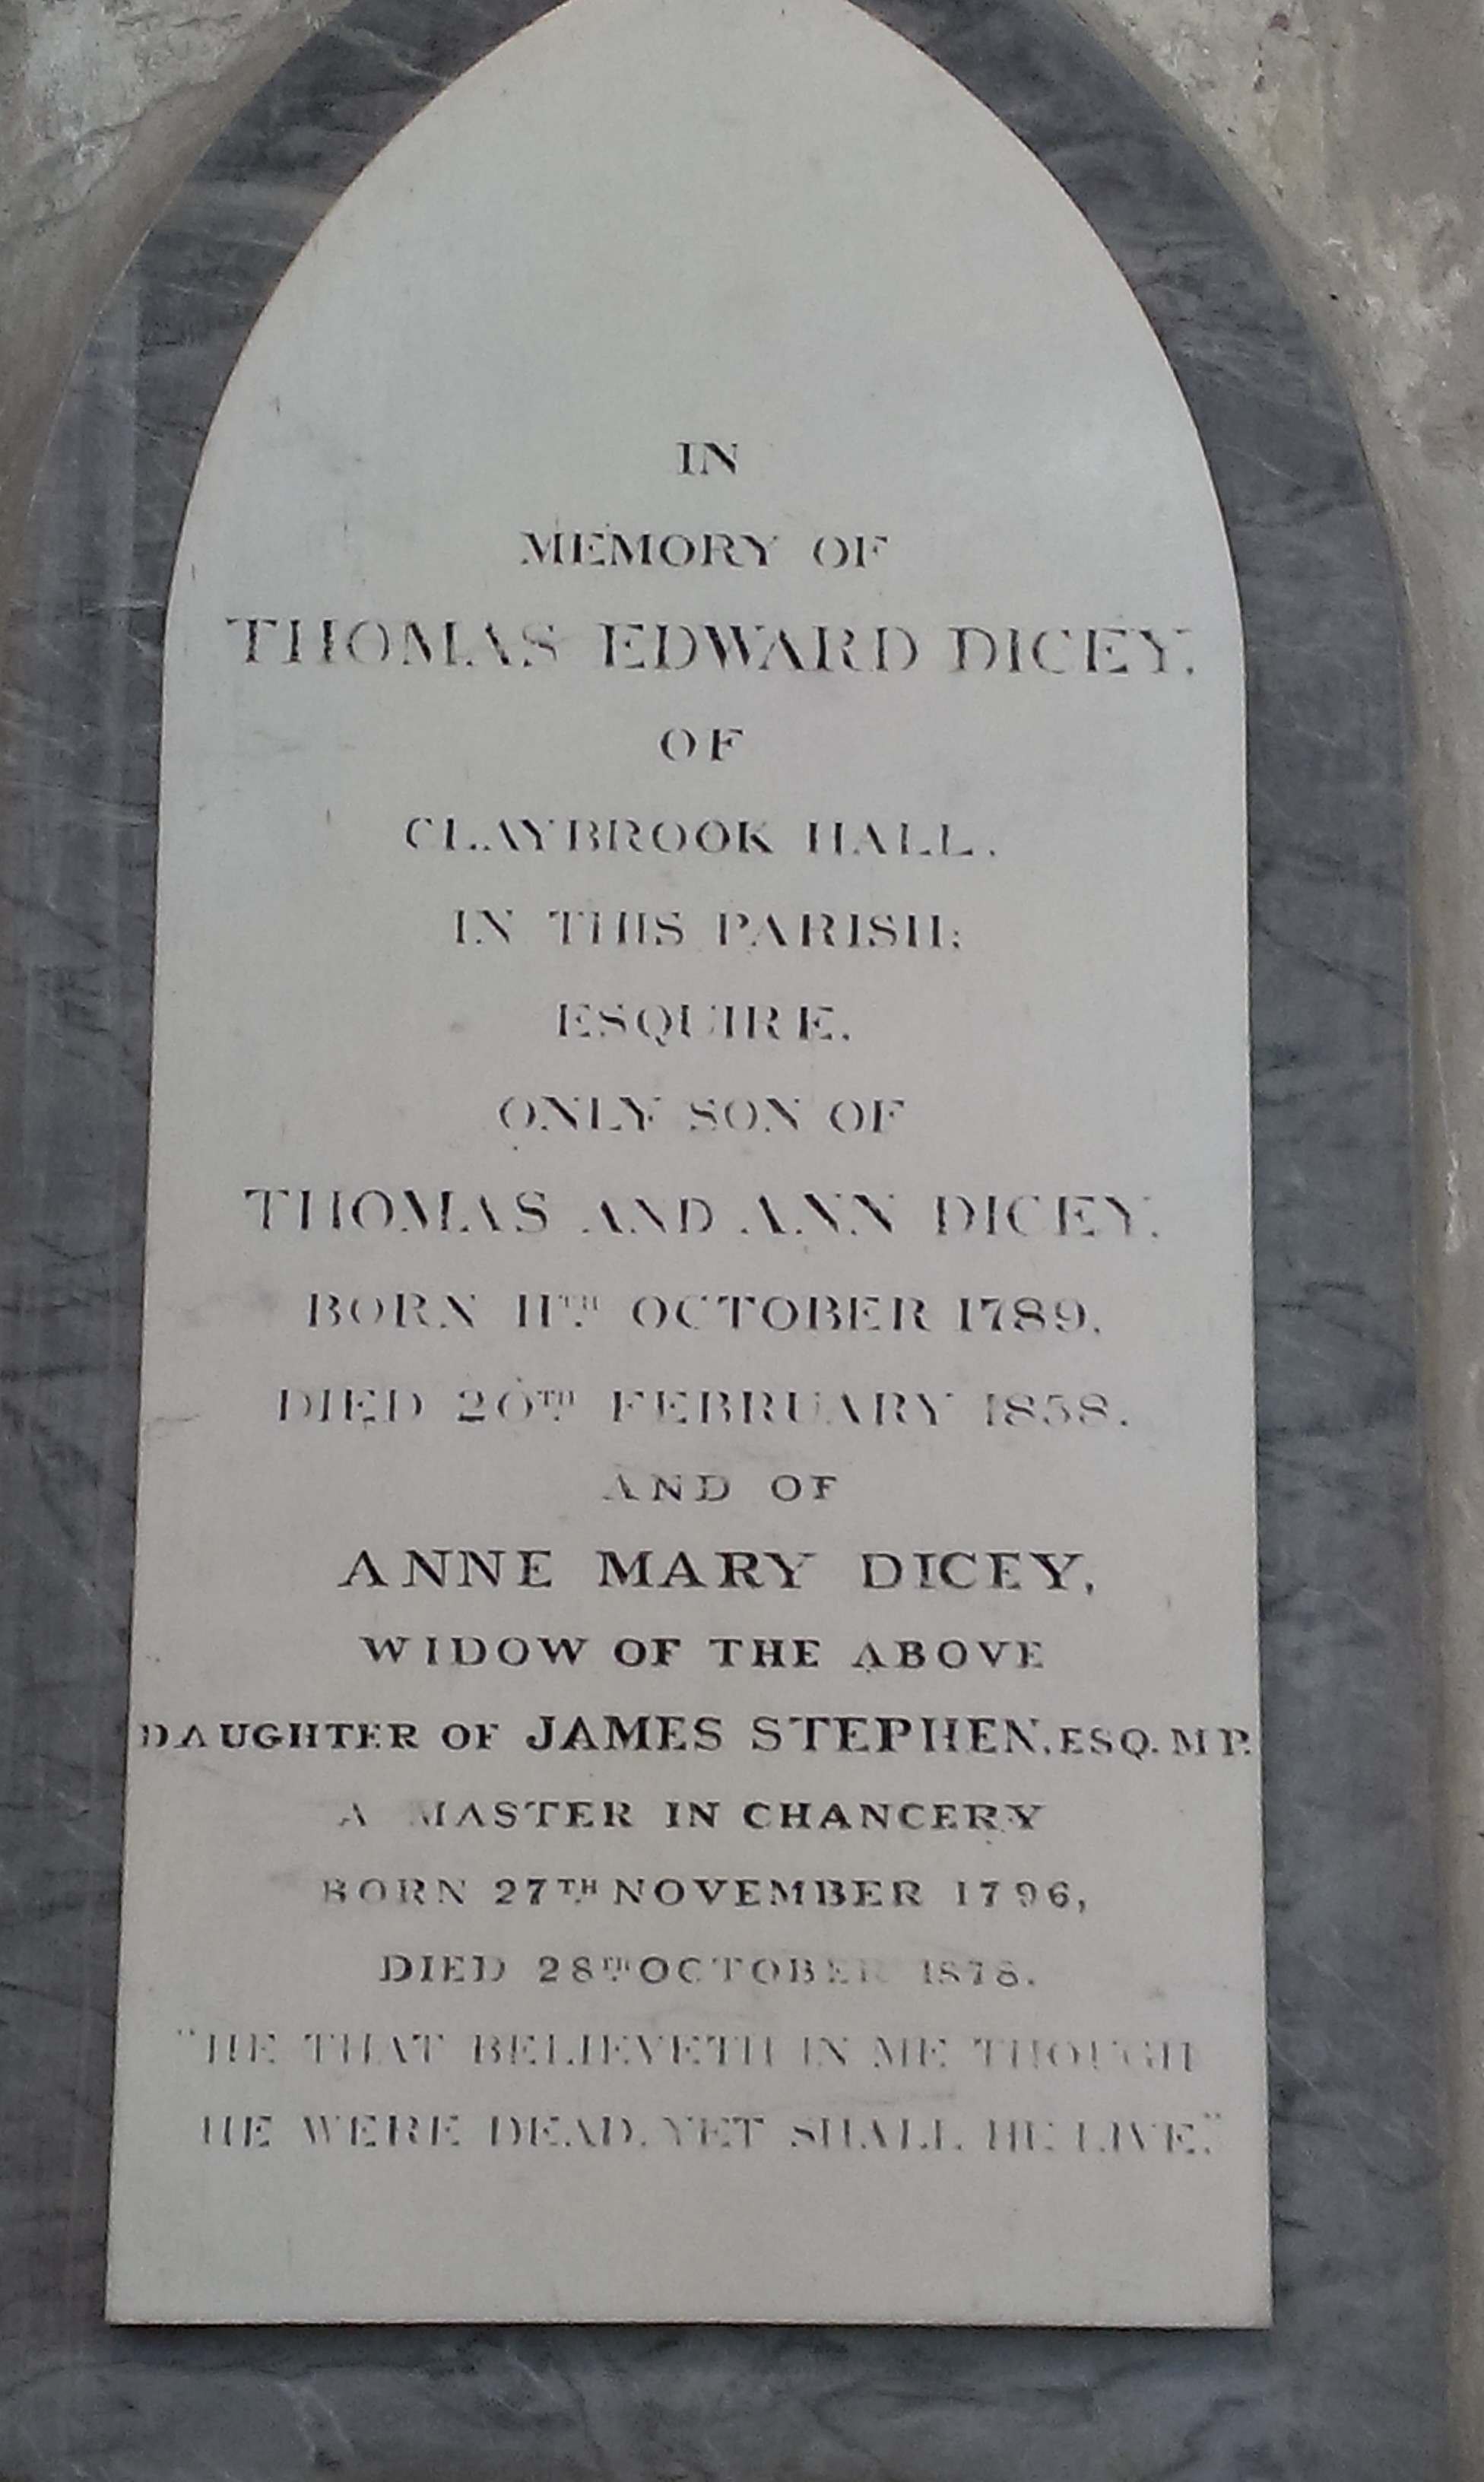 IN
MEMORY OF
THOMAS EDWARD DICEY,
OF
CLAYBROOK HALL,
IN THIS PARISH;
ESQUIRE,
ONLY SON OF
THOMAS AND ANN DICEY,
BORN 11TH OCTOBER 1789,
DIED 20TH FEBRUARY 1858.
AND OF
ANNE MARY DICEY,
WIDOW OF THE ABOVE
DAUGHTER OF JAMES STEPHEN, ESQ. M P.
A MASTER IN CHANCERY
BORN 27TH NOVEMBER 1796,
DIED 28TH OCTOBER 1878.
"HE THAT BELIEVETH IN ME THOUGH
HE WERE DEAD, YET SHALL HE LIVE."